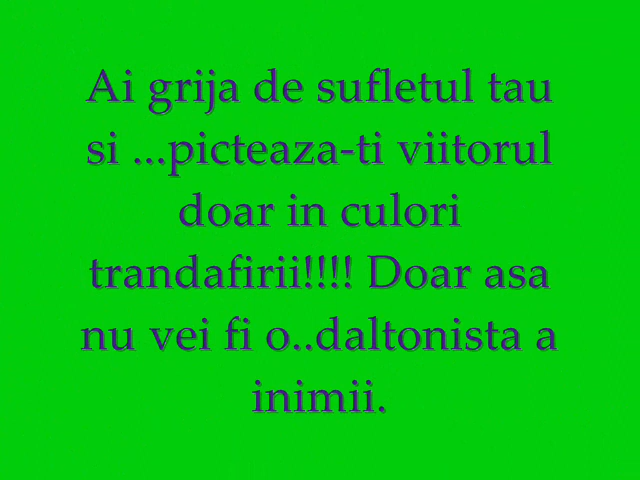 Ai grija de sufletul tau
si ...picteaza-ti viitorul
doar in culori
trandafirii!!!! Doar asa
nu vei fi o..daltonista a
inimii.